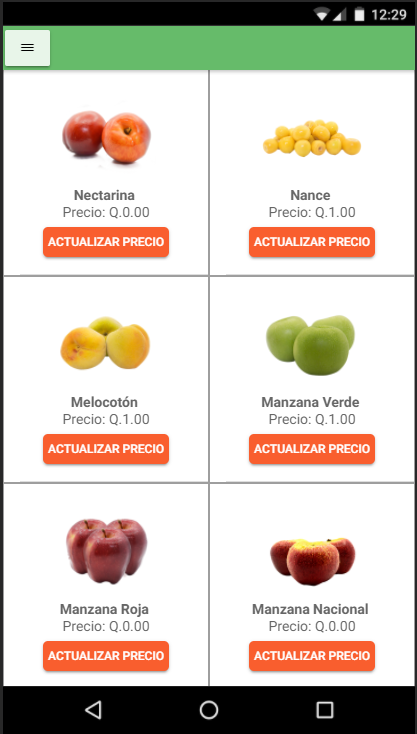 12:29
Nectarina
Precio: Q.0.00
ACTUALIZAR PRECIO
Nance
Precio: Q.1.00
ACTUALIZAR PRECIO
Melocotón
Precio: Q.1.00
ACTUALIZAR PRECIO
Manzana Verde
Precio: Q.1.00
ACTUALIZAR PRECIO
Manzana Roja
Precio: Q.0.00
ACTUALIZAR PRECIO
Manzana Nacional
Precio: Q.0.00
ACTUALIZAR PRECIO